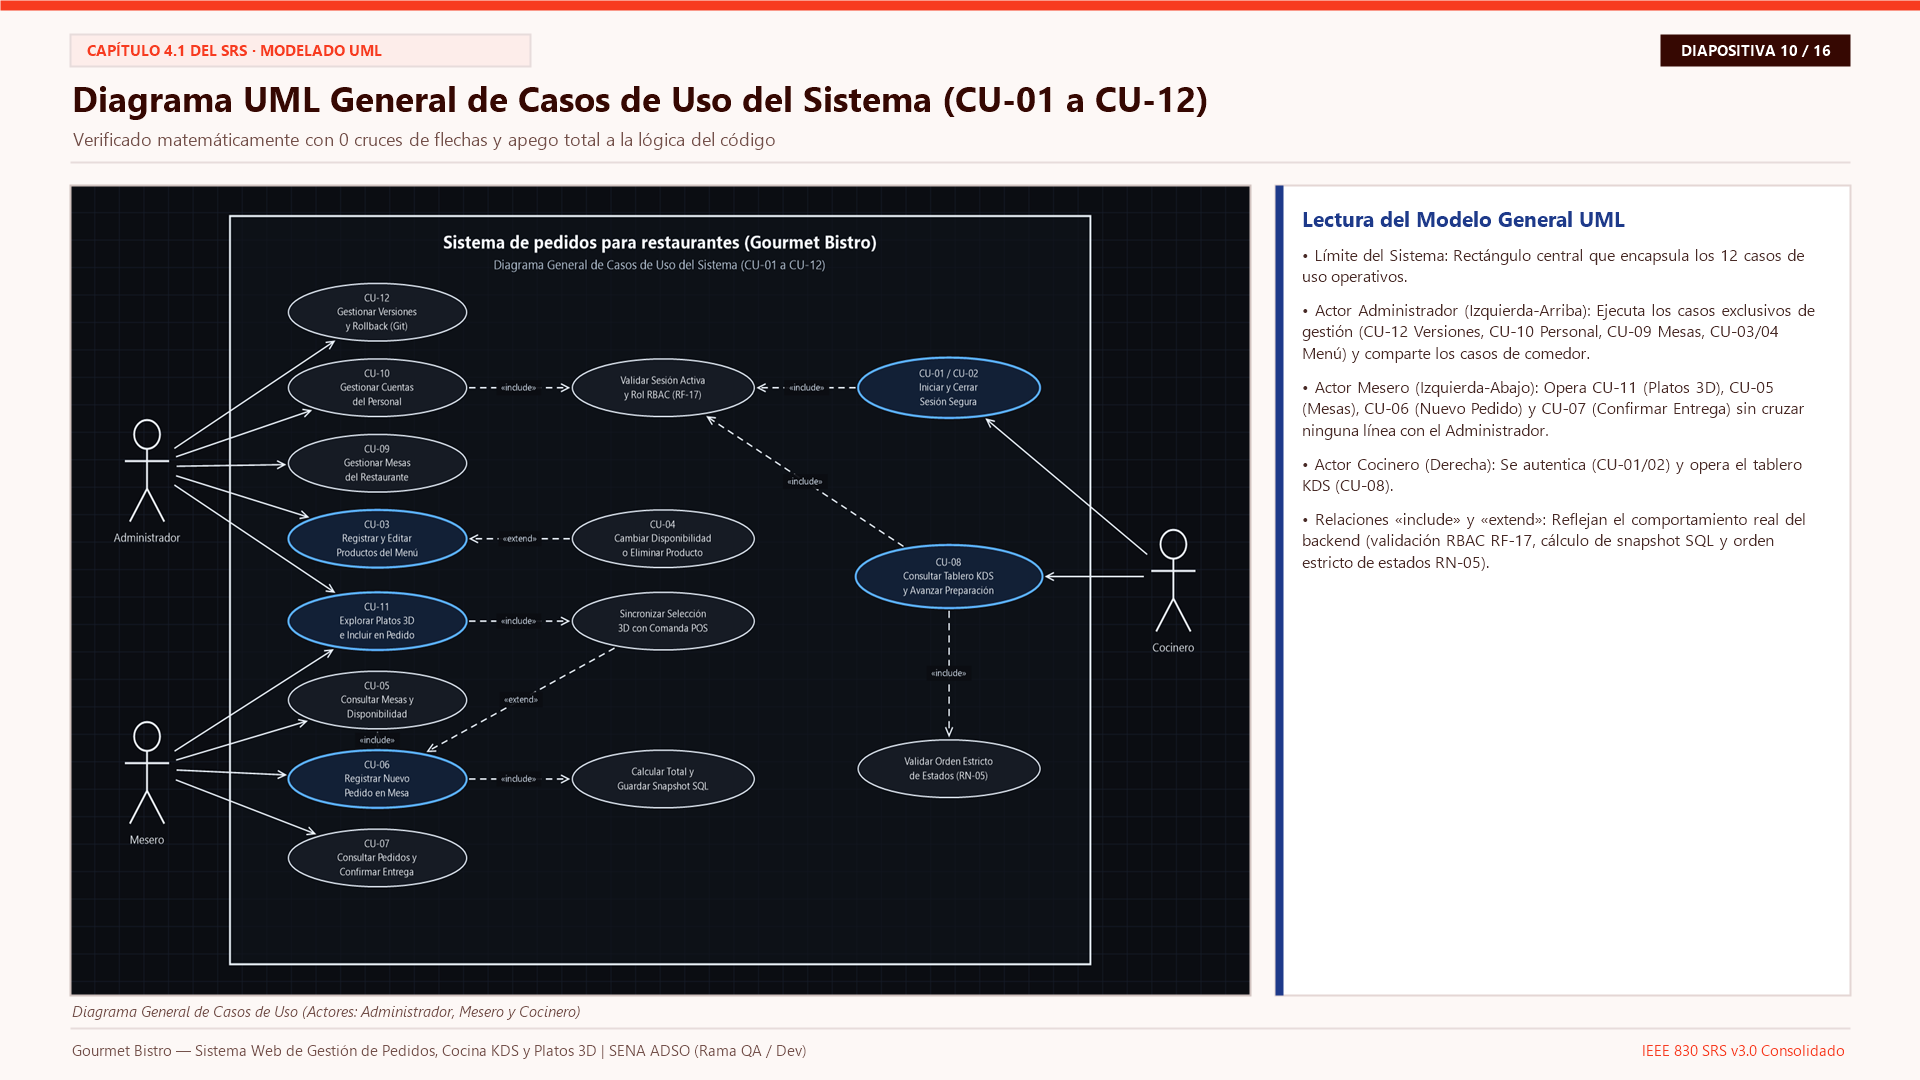 CAPÍTULO 4.1 DEL SRS · MODELADO UML
DIAPOSITIVA 10 / 16
Diagrama UML General de Casos de Uso del Sistema (CU-01 a CU-12)
Verificado matemáticamente con 0 cruces de flechas y apego total a la lógica del código
Sistema de pedidos para restaurantes (Gourmet Bistro)
Diagrama General de Casos de Uso del Sistema (CU-01 a CU-12)
CU-12
Gestionar Versiones
y Rollback (Git)
CU-10
Gestionar Cuentas
del Personal
«include»
Validar Sesión Activa
y Rol RBAC (RF-17)
«include»
CU-01 / CU-02
Iniciar y Cerrar
Sesión Segura
CU-09
Gestionar Mesas
del Restaurante
«include»
Administrador
CU-03
Registrar y Editar
Productos del Menú
«extend»
CU-04
Cambiar Disponibilidad
o Eliminar Producto
CU-08
Consultar Tablero KDS
y Avanzar Preparación
Cocinero
CU-11
Explorar Platos 3D
e Incluir en Pedido
«include»
Sincronizar Selección
3D con Comanda POS
«include»
CU-05
Consultar Mesas y
Disponibilidad
«extend»
«include»
CU-06
Registrar Nuevo
Pedido en Mesa
«include»
Calcular Total y
Guardar Snapshot SQL
Validar Orden Estricto
de Estados (RN-05)
Mesero
CU-07
Consultar Pedidos y
Confirmar Entrega
Lectura del Modelo General UML
• Límite del Sistema: Rectángulo central que encapsula los 12 casos de
uso operativos.
• Actor Administrador (Izquierda-Arriba): Ejecuta los casos exclusivos de
gestión (CU-12 Versiones, CU-10 Personal, CU-09 Mesas, CU-03/04
Menú) y comparte los casos de comedor.
• Actor Mesero (Izquierda-Abajo): Opera CU-11 (Platos 3D), CU-05
(Mesas), CU-06 (Nuevo Pedido) y CU-07 (Confirmar Entrega) sin cruzar
ninguna línea con el Administrador.
• Actor Cocinero (Derecha): Se autentica (CU-01/02) y opera el tablero
KDS (CU-08).
• Relaciones «include» y «extend»: Reflejan el comportamiento real del
backend (validación RBAC RF-17, cálculo de snapshot SQL y orden
estricto de estados RN-05).
Diagrama General de Casos de Uso (Actores: Administrador, Mesero y Cocinero)
Gourmet Bistro — Sistema Web de Gestión de Pedidos, Cocina KDS y Platos 3D | SENA ADSO (Rama QA / Dev)
IEEE 830 SRS v3.0 Consolidado